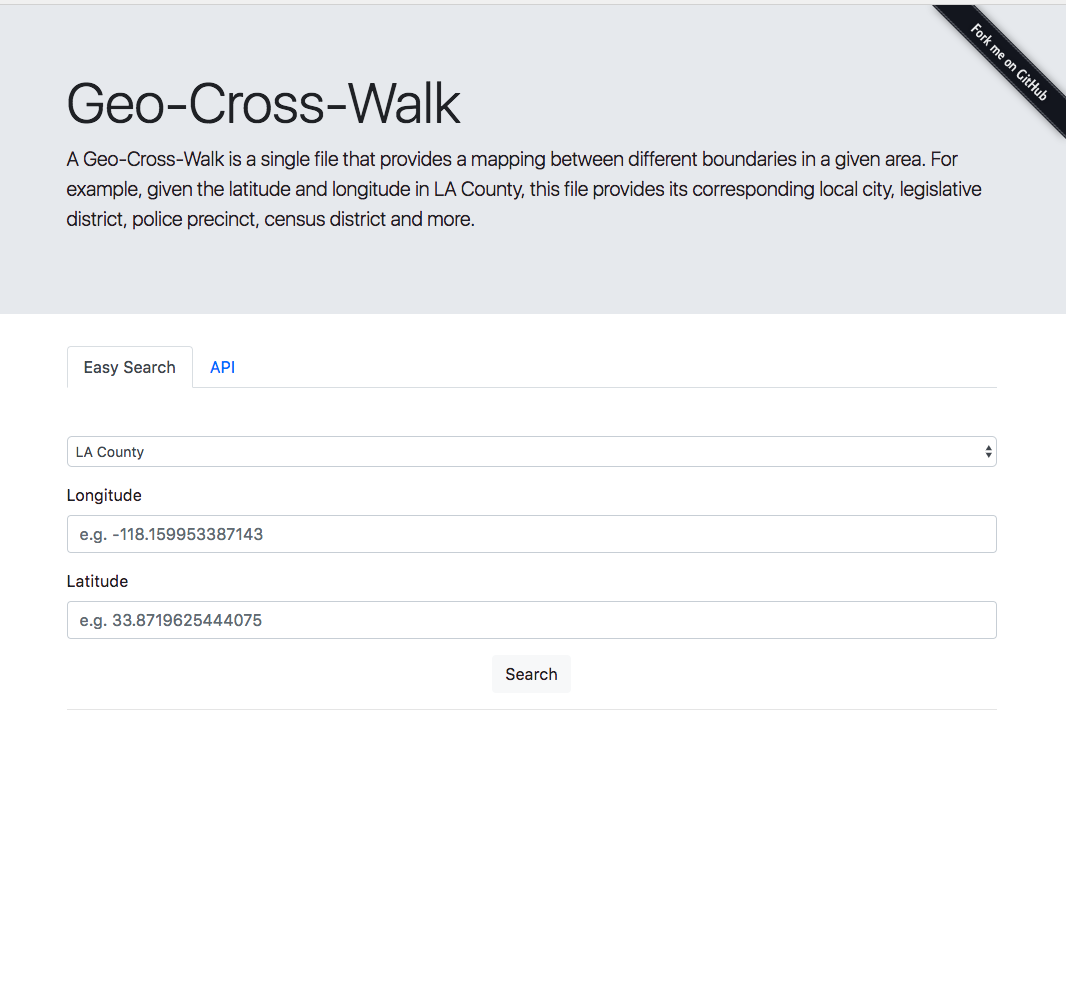 Fork me on GitHub
Geo-Cross-Walk
A Geo-Cross-Walk is a single file that provides a mapping between different boundaries in a given area. For
example, given the latitude and longitude in LA County, this file provides its corresponding local city, legislative
district, police precinct, census district and more.
Easy Search API
LA County
Longitude
e.g. -118.159953387143
Latitude
e.g. 33.8719625444075
Search